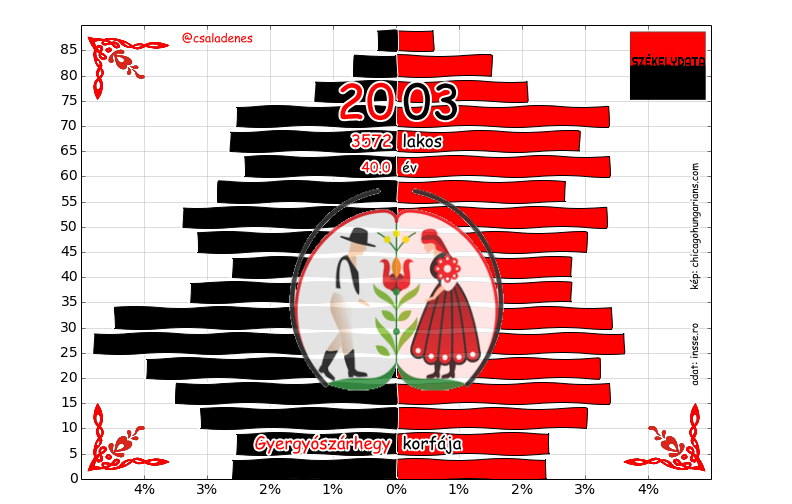 @csaladenes
SZÉKELYDATA
2003
3572 lakos
40.0 év
kép: chicagohungarians.com
adat: insse.ro
Gyergyószárhegy korfája
85
80
75
70
65
60
55
50
45
40
35
30
25
20
15
10
5
0
4% 3% 2% 1% 0% 1% 2% 3% 4%